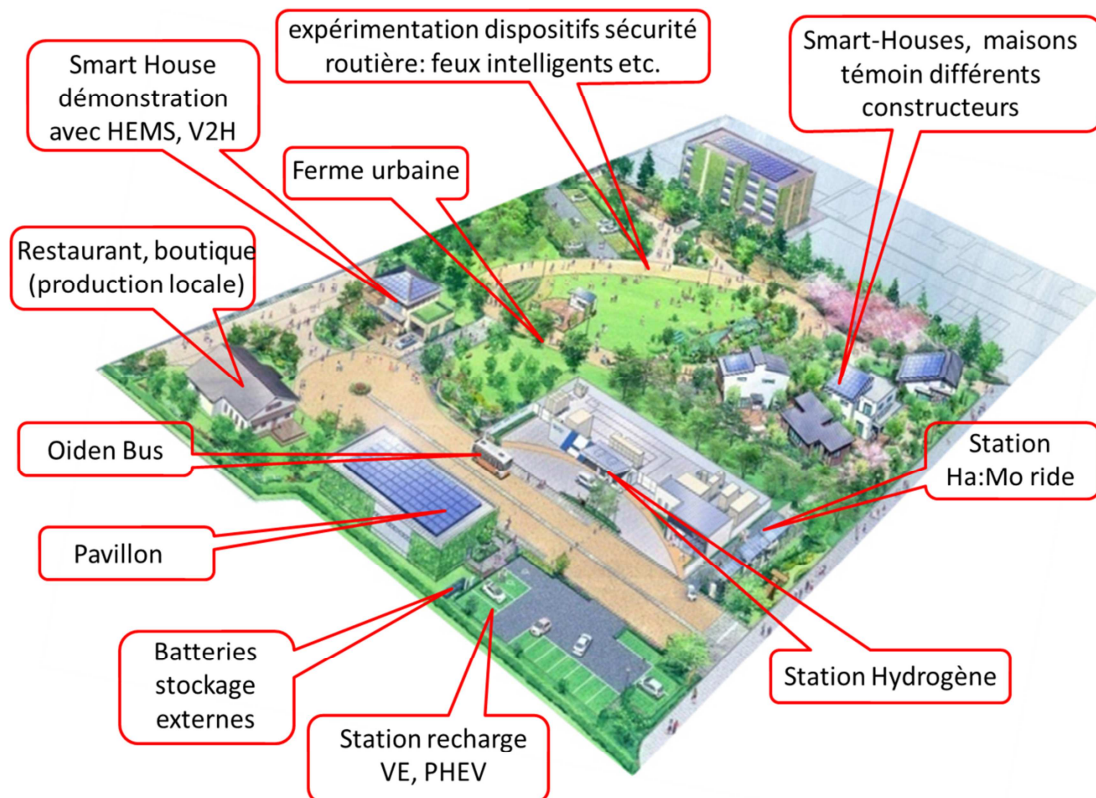 expérimentation dispositifs sécurité
routière: feux intelligents etc.
Smart House
démonstration
avec HEMS, V2H
Smart-Houses, maisons
témoin différents
constructeurs
Ferme urbaine
Restaurant, boutique
(production locale)
Oiden Bus
Station
Ha:Mo ride
Pavillon
Batteries
stockage
externes
Station Hydrogène
Station recharge
VE, PHEV